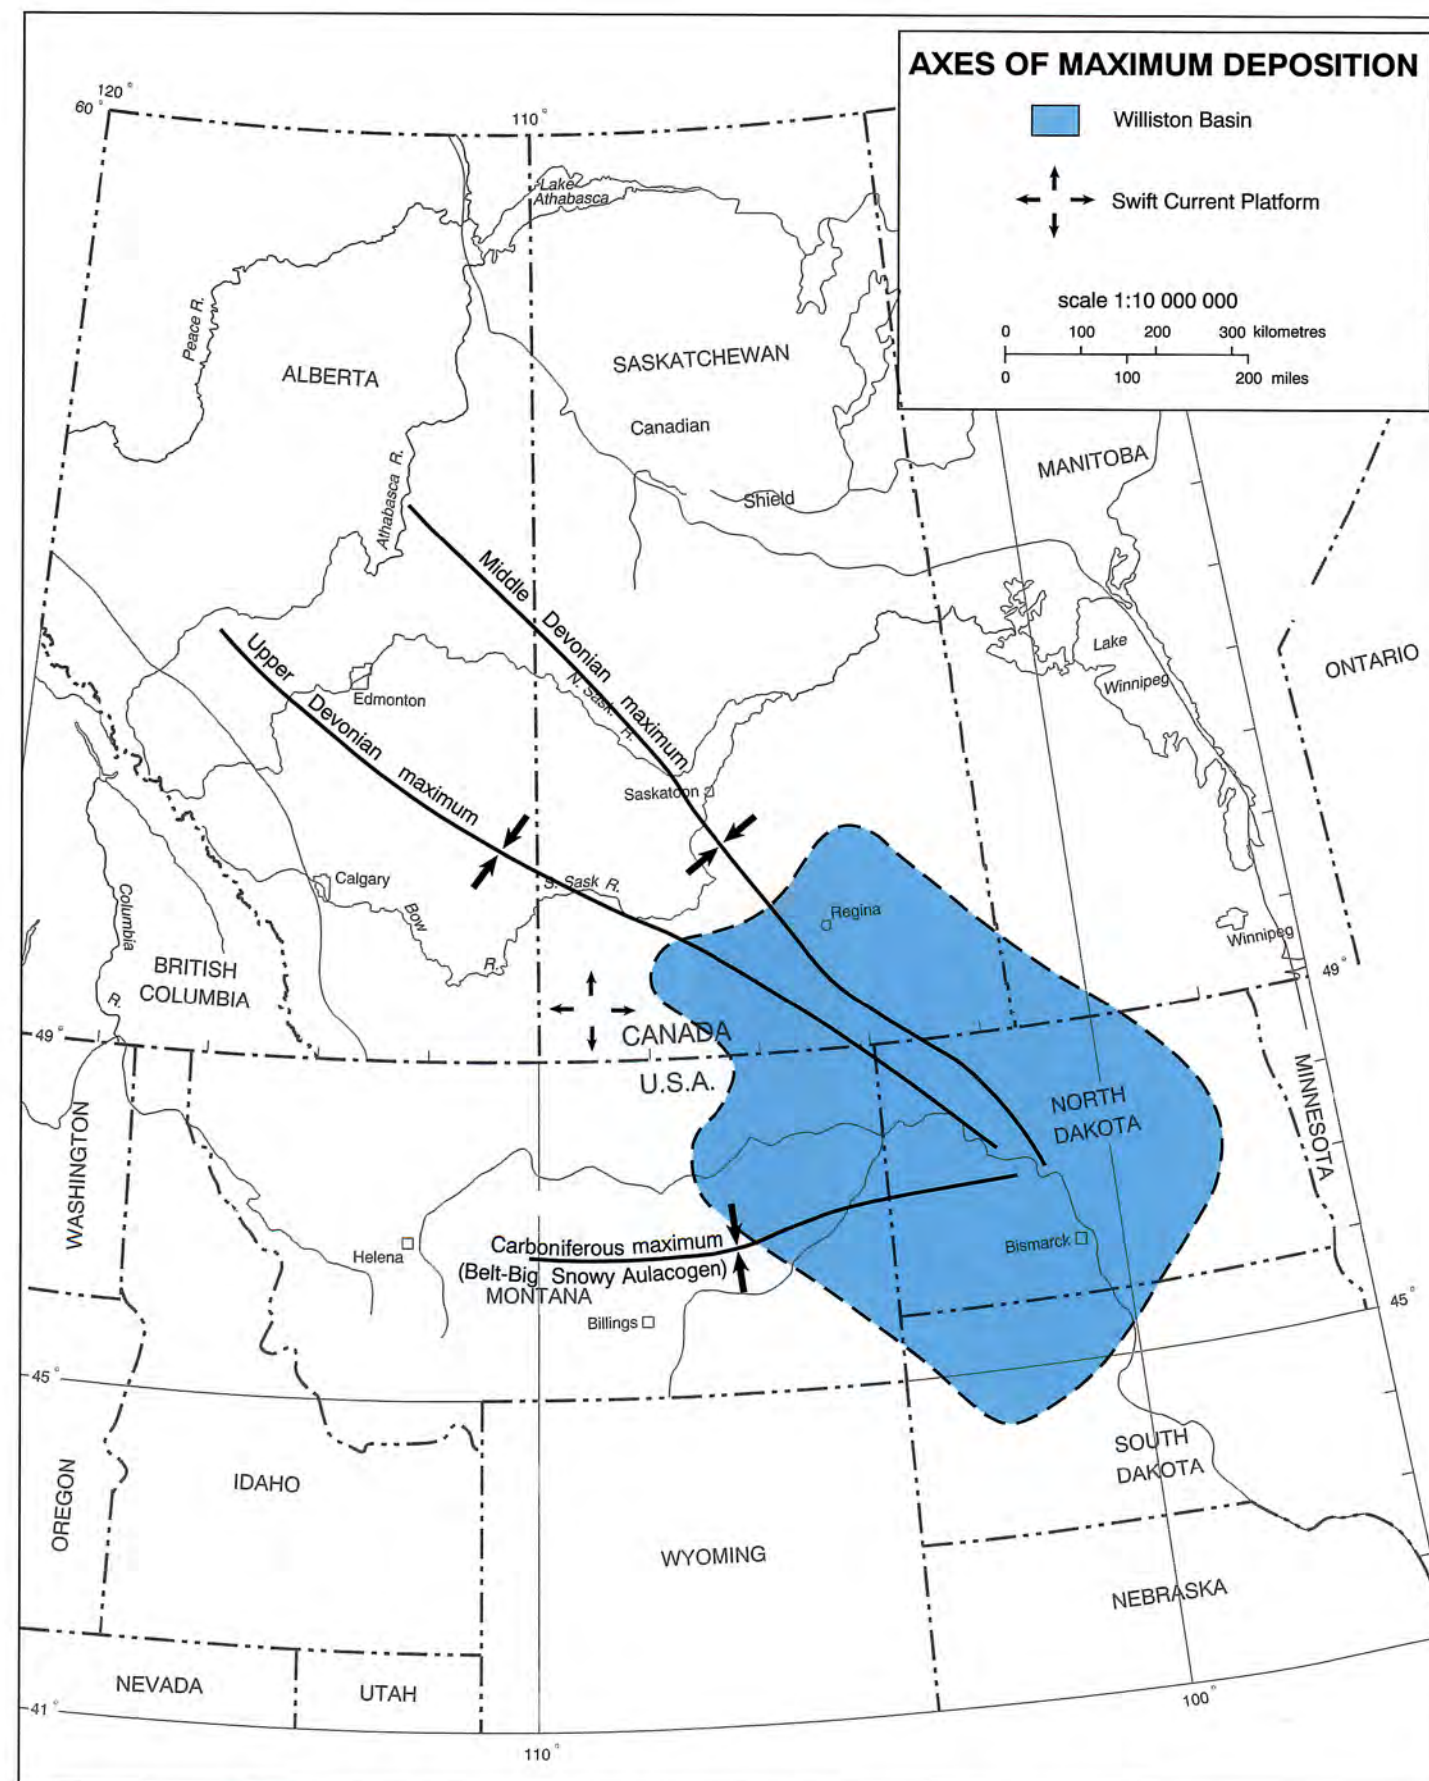 AXES OF MAXIMUM DEPOSITION
Williston Basin
Swift Current Platform
scale 1:10 000 000
0 100 200 300 kilometres
0 100 200 miles
120°
60°
110°
Lake
Athabasca
Peace R.
ALBERTA
SASKATCHEWAN
Canadian
Shield
MANITOBA
Athabasca R.
Middle Devonian maximum
Upper Devonian maximum
Edmonton
N. Sask. R.
Lake
Winnipeg
ONTARIO
Saskatoon
Calgary
S. Sask R.
Bow R.
Regina
Winnipeg
Columbia R.
BRITISH
COLUMBIA
49°
49°
CANADA
U.S.A.
NORTH
DAKOTA
MINNESOTA
WASHINGTON
Helena
Carboniferous maximum
(Belt-Big Snowy Aulacogen)
MONTANA
Billings
Bismarck
45°
45°
OREGON
IDAHO
SOUTH
DAKOTA
WYOMING
NEBRASKA
NEVADA
UTAH
41°
110°
100°